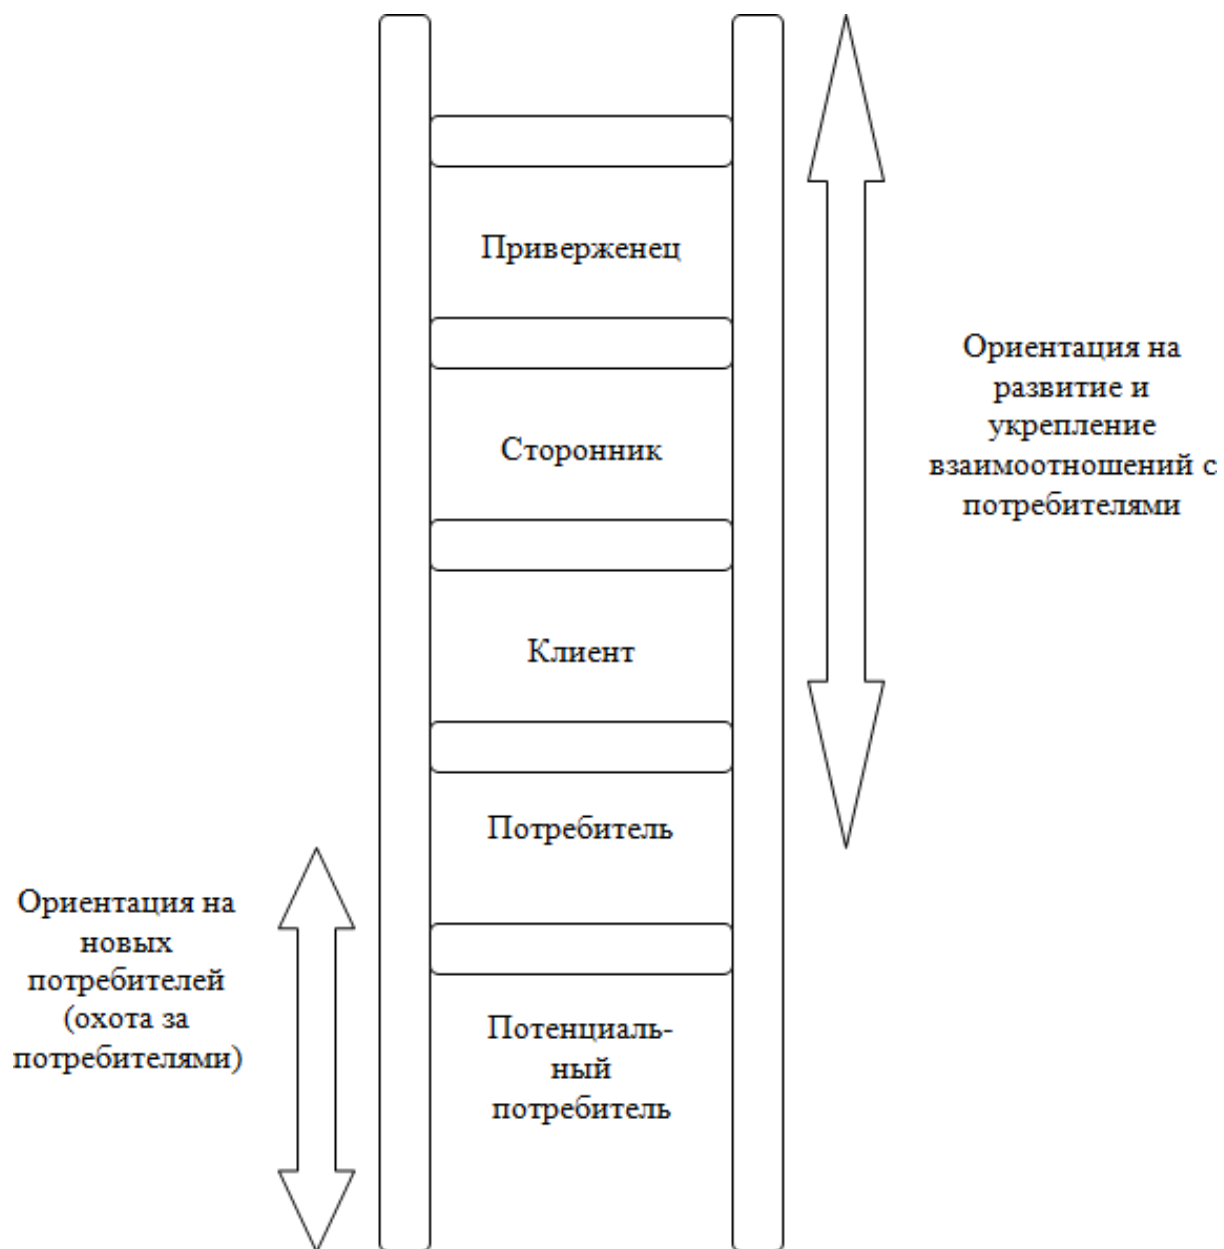 Приверженец
Ориентация на
развитие и
укрепление
взаимоотношений с
потребителями
Сторонник
Клиент
Потребитель
Ориентация на
новых
потребителей
(охота за
потребителями)
Потенциаль-
ный
потребитель